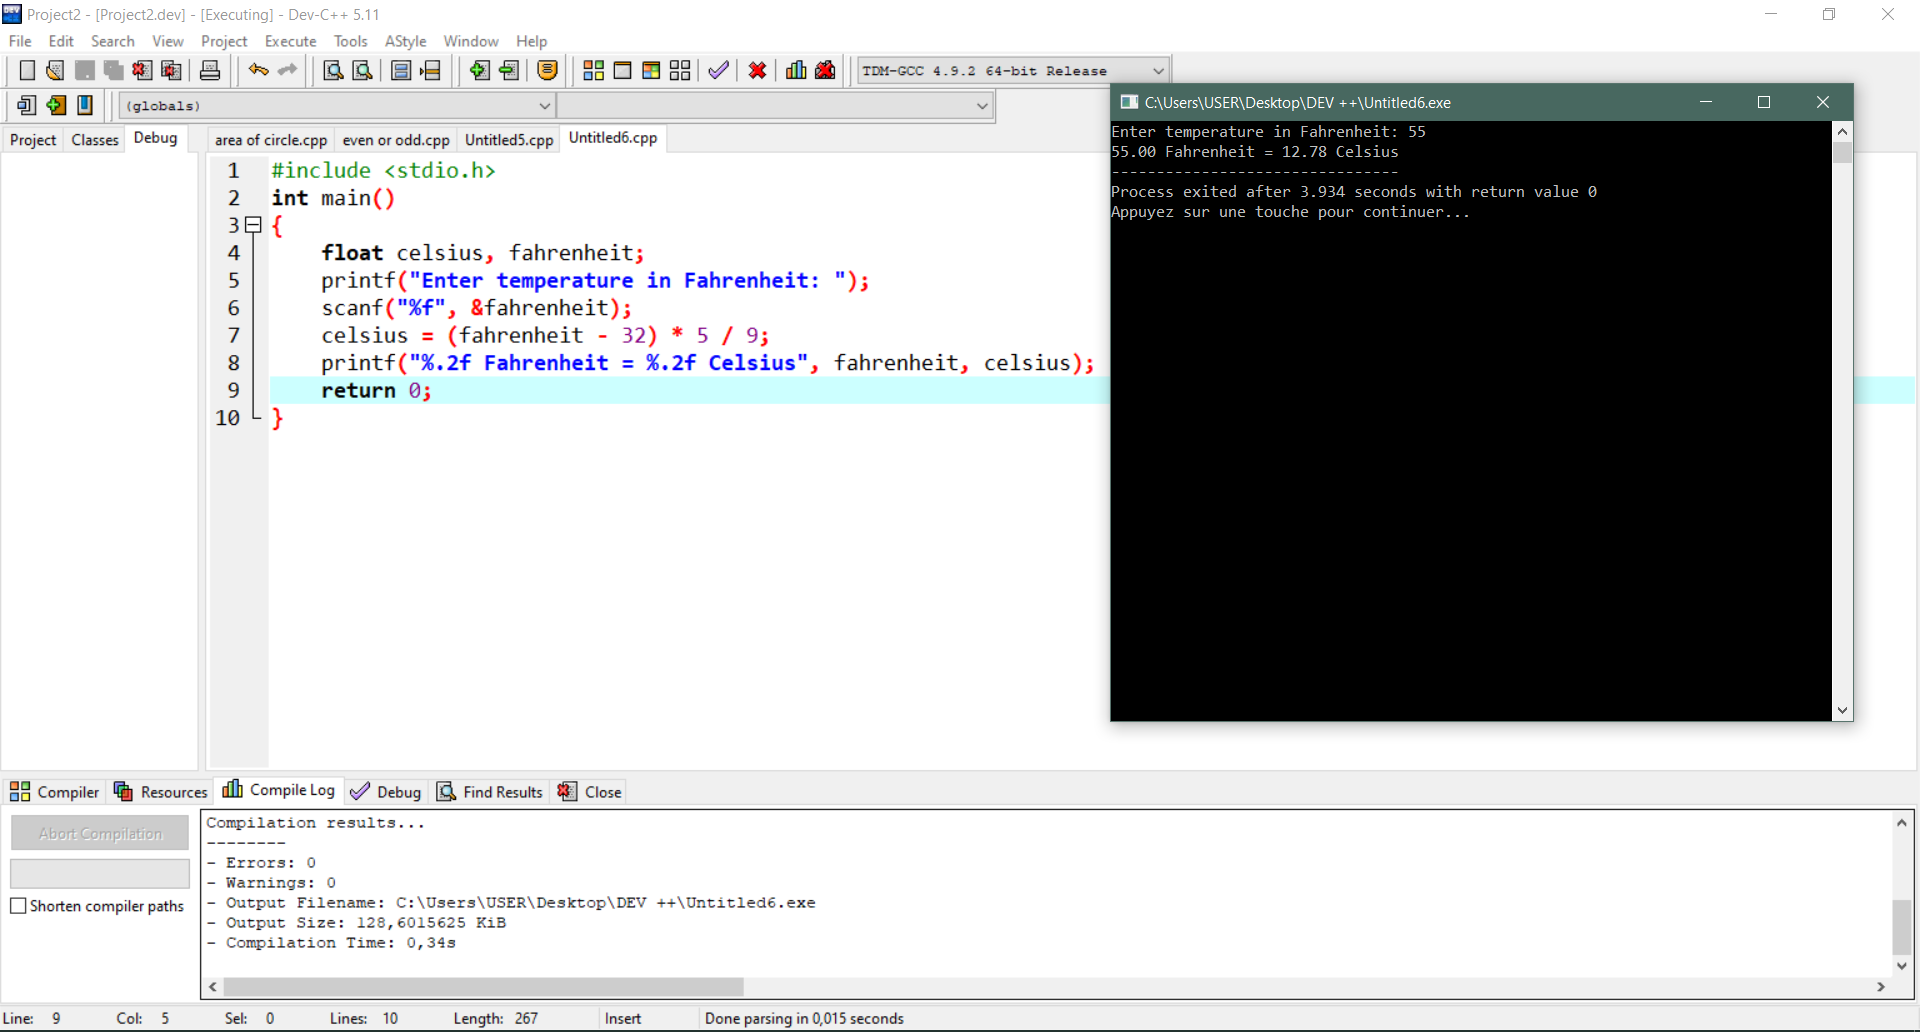 Project2 - [Project2.dev] - [Executing] - Dev-C++ 5.11
File Edit Search View Project Execute Tools AStyle Window Help
TDM-GCC 4.9.2 64-bit Release
(globals)
Project Classes Debug
area of circle.cpp even or odd.cpp Untitled5.cpp Untitled6.cpp
1 #include <stdio.h>
2 int main()
3 {
4 float celsius, fahrenheit;
5 printf("Enter temperature in Fahrenheit: ");
6 scanf("%f", &fahrenheit);
7 celsius = (fahrenheit - 32) * 5 / 9;
8 printf("%.2f Fahrenheit = %.2f Celsius", fahrenheit, celsius);
9 return 0;
10 }
C:\Users\USER\Desktop\DEV ++\Untitled6.exe
Enter temperature in Fahrenheit: 55
55.00 Fahrenheit = 12.78 Celsius
--------------------------------
Process exited after 3.934 seconds with return value 0
Appuyez sur une touche pour continuer...
Compiler Resources Compile Log Debug Find Results Close
Abort Compilation
Shorten compiler paths
Compilation results...
--------
- Errors: 0
- Warnings: 0
- Output Filename: C:\Users\USER\Desktop\DEV ++\Untitled6.exe
- Output Size: 128,6015625 KiB
- Compilation Time: 0,34s
Line: 9 Col: 5 Sel: 0 Lines: 10 Length: 267 Insert Done parsing in 0,015 seconds